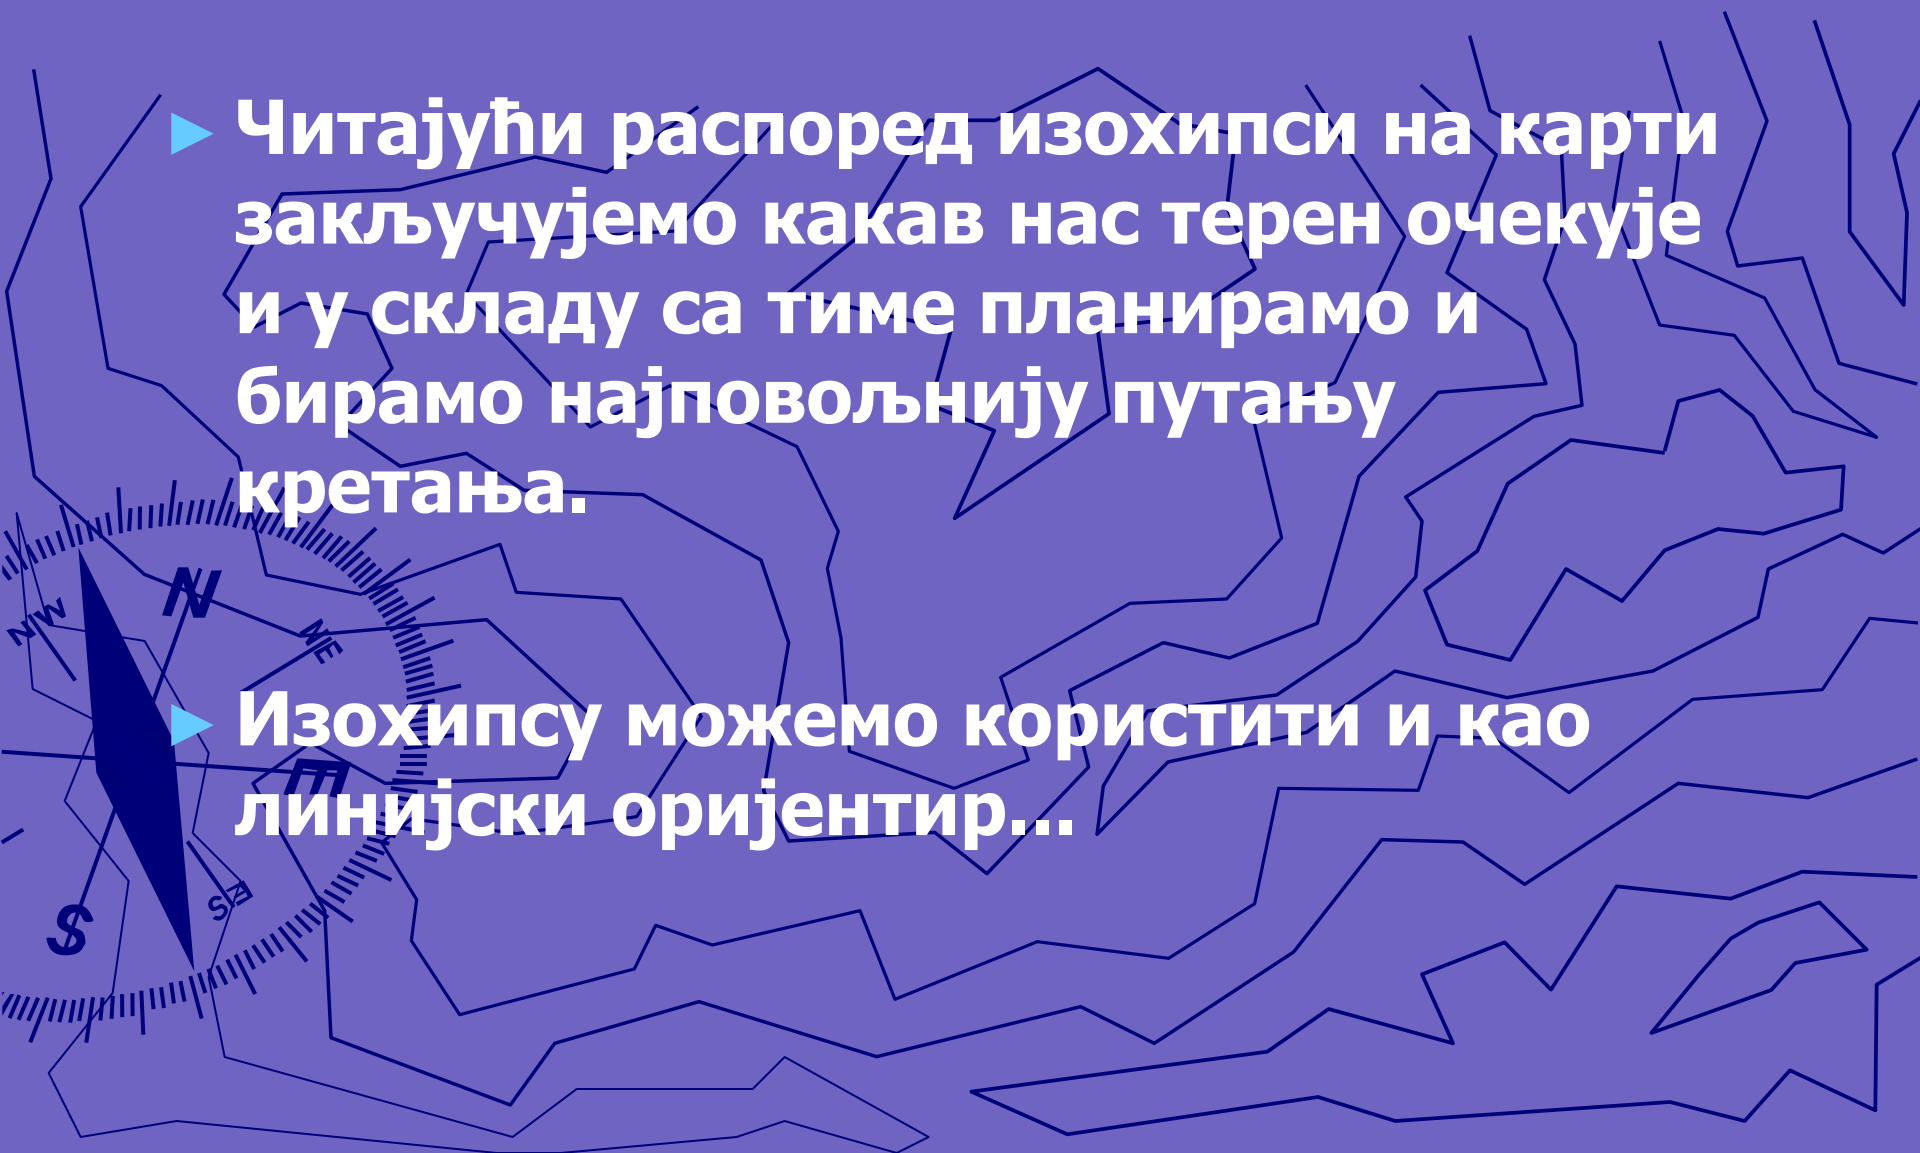 ► Читајући распоред изохипси на карти
закључујемо какав нас терен очекује
и у складу са тиме планирамо и
бирамо најповољнију путању
кретања.
N
NW
NE
► Изохипсу можемо користити и као
E
линијски оријентир...
SE
S